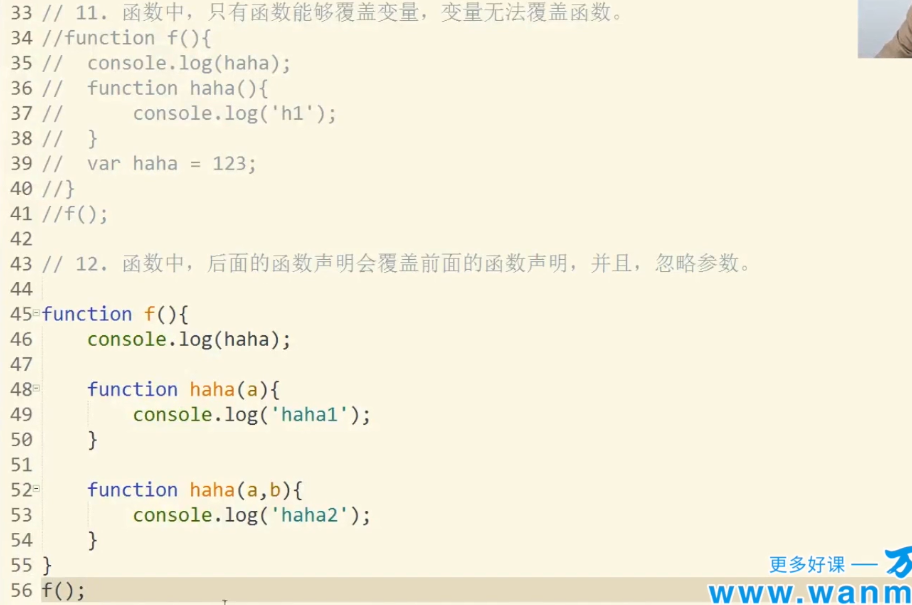 33 // 11. 函数中，只有函数能够覆盖变量，变量无法覆盖函数。
34 //function f(){
35 //  console.log(haha);
36 //  function haha(){
37 //      console.log('h1');
38 //  }
39 //  var haha = 123;
40 //}
41 //f();
42
43 // 12. 函数中，后面的函数声明会覆盖前面的函数声明，并且，忽略参数。
44
45 function f(){
46     console.log(haha);
47
48     function haha(a){
49         console.log('haha1');
50     }
51
52     function haha(a,b){
53         console.log('haha2');
54     }
55 }
56 f();
更多好课 — 万
www.wanm